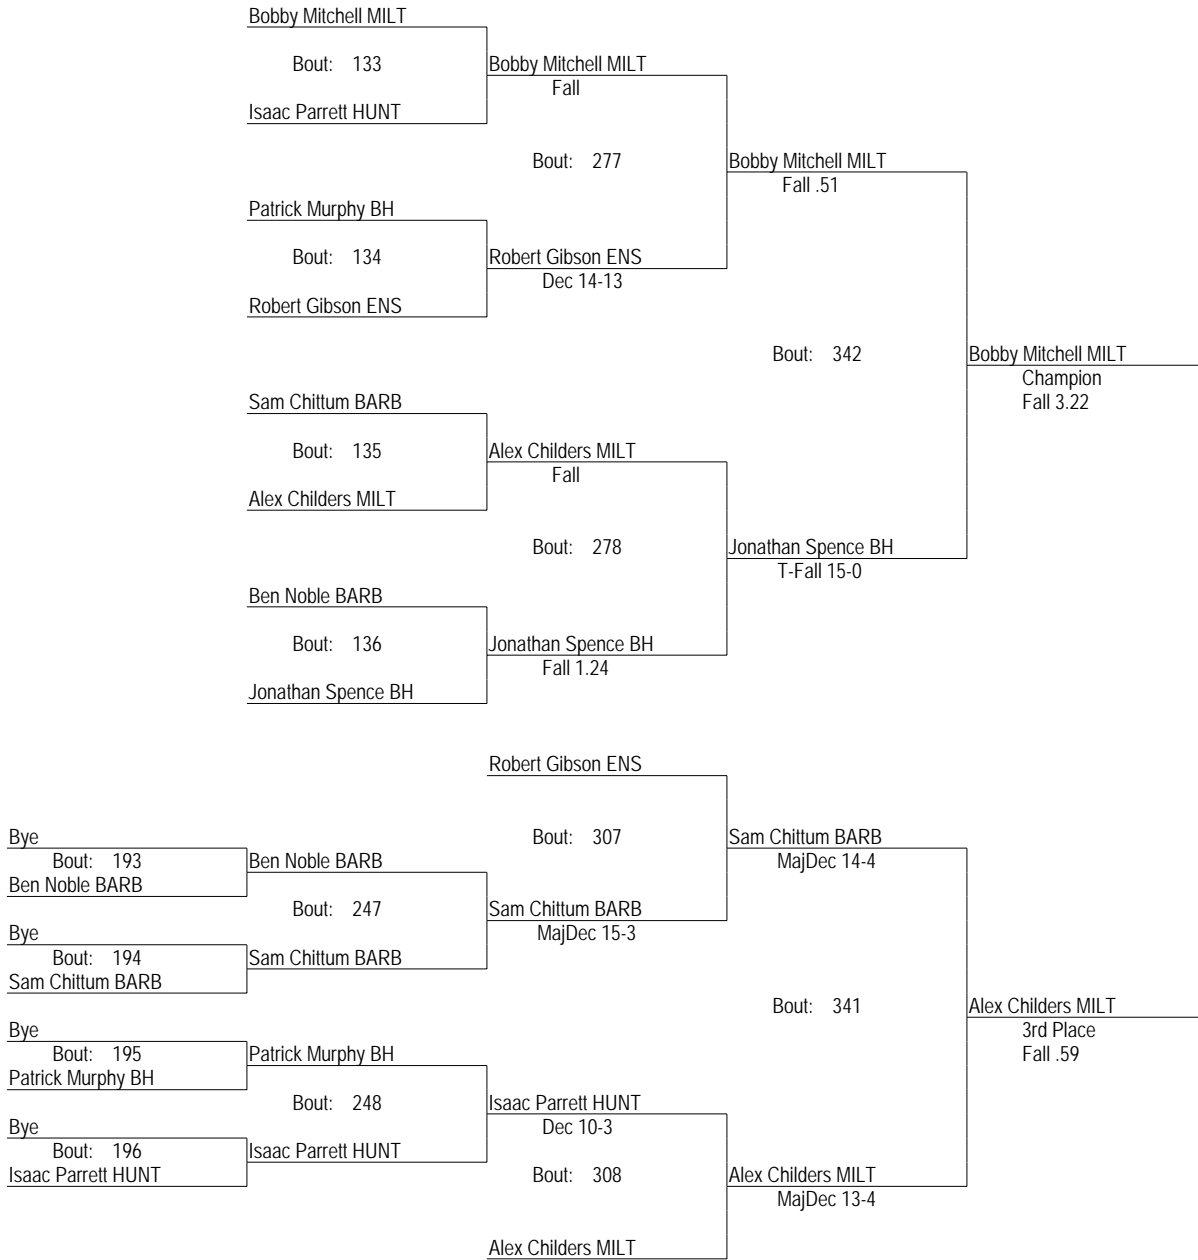 Bobby Mitchell MILT
Bout: 133
Bobby Mitchell MILT
Fall
Isaac Parrett HUNT
Bout: 277
Bobby Mitchell MILT
Fall .51
Patrick Murphy BH
Bout: 134
Robert Gibson ENS
Dec 14-13
Robert Gibson ENS
Bout: 342
Bobby Mitchell MILT
Champion
Fall 3.22
Sam Chittum BARB
Bout: 135
Alex Childers MILT
Fall
Alex Childers MILT
Bout: 278
Jonathan Spence BH
T-Fall 15-0
Ben Noble BARB
Bout: 136
Jonathan Spence BH
Fall 1.24
Jonathan Spence BH
Robert Gibson ENS
Bout: 307
Sam Chittum BARB
MajDec 14-4
Bye
Bout: 193
Ben Noble BARB
Ben Noble BARB
Bout: 247
Sam Chittum BARB
MajDec 15-3
Bye
Bout: 194
Sam Chittum BARB
Sam Chittum BARB
Bout: 341
Alex Childers MILT
3rd Place
Fall .59
Bye
Bout: 195
Patrick Murphy BH
Patrick Murphy BH
Bout: 248
Isaac Parrett HUNT
Dec 10-3
Bye
Bout: 196
Isaac Parrett HUNT
Isaac Parrett HUNT
Bout: 308
Alex Childers MILT
MajDec 13-4
Alex Childers MILT